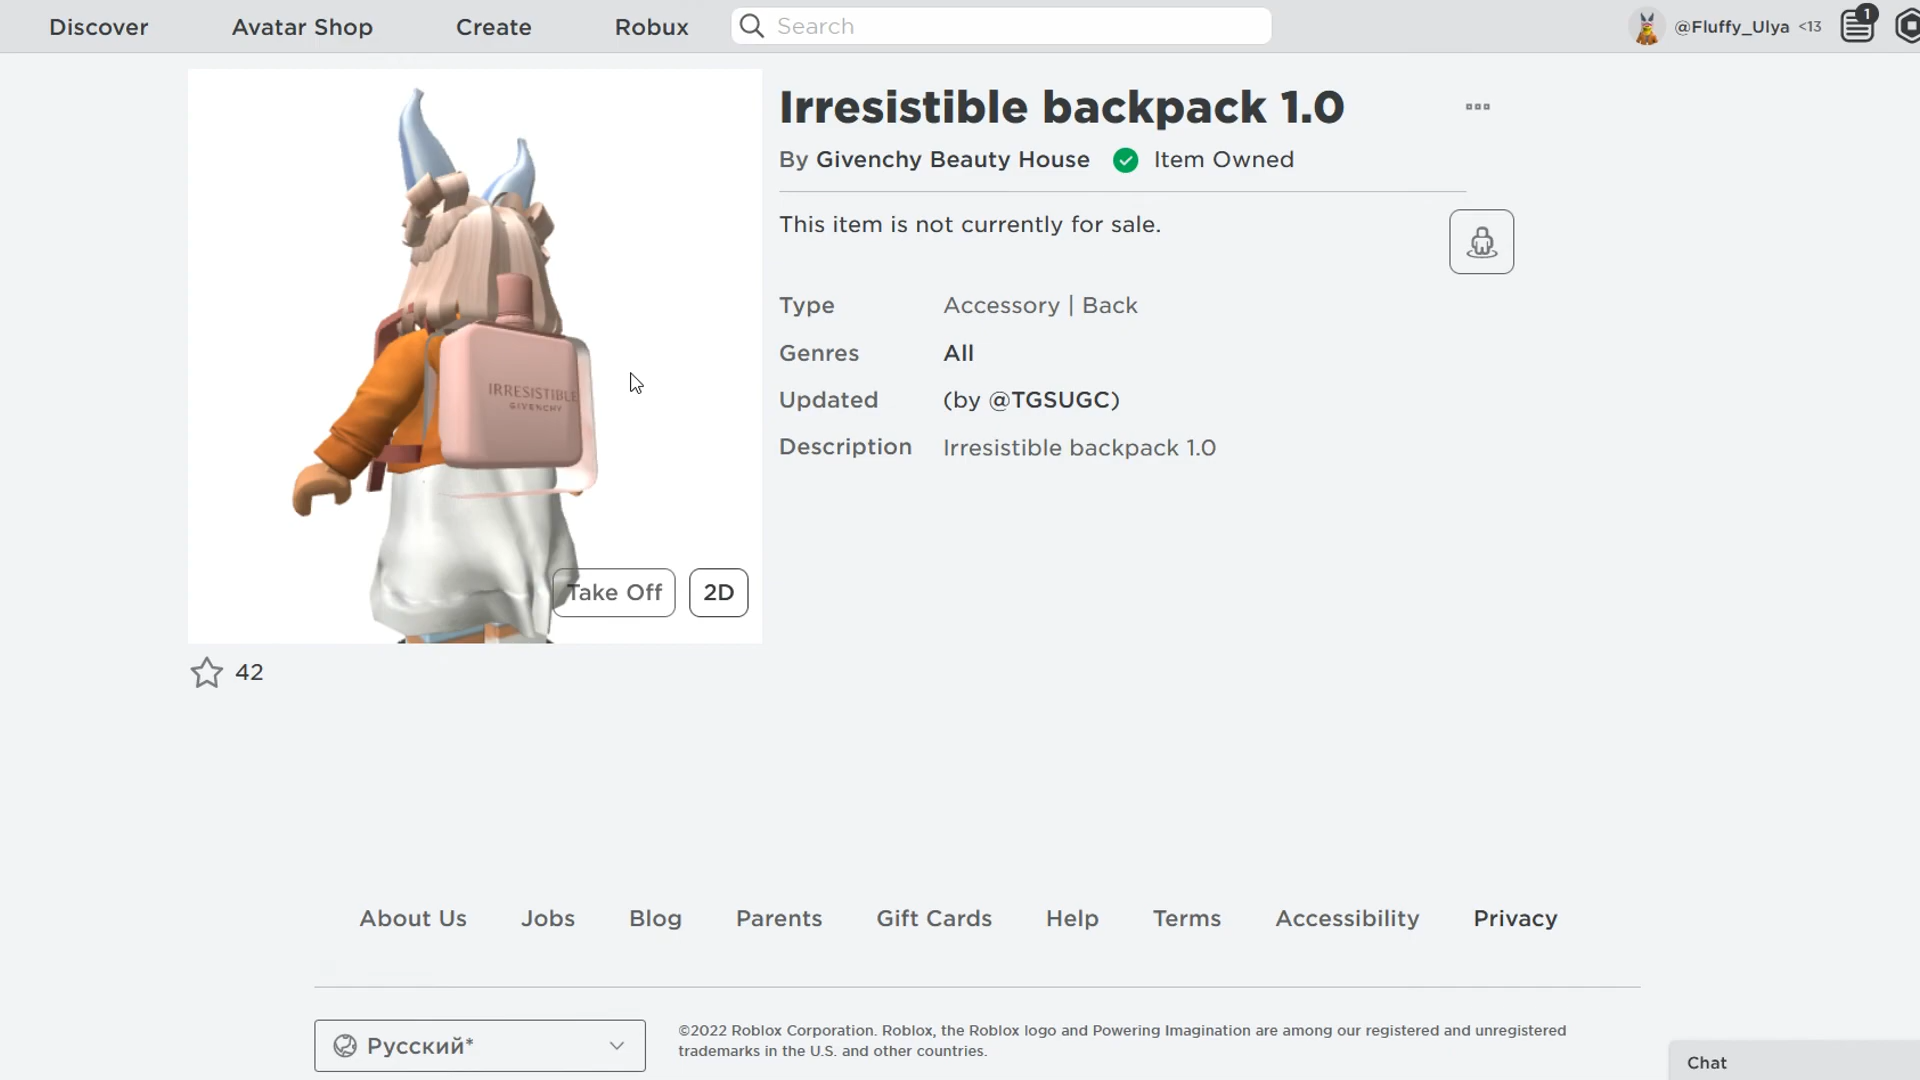 Discover
Avatar Shop
Create
Robux
Search
@Fluffy_Ulya <13
1
Irresistible backpack 1.0
By Givenchy Beauty House
Item Owned
This item is not currently for sale.
Type
Accessory | Back
Genres
All
Updated
(by @TGSUGC)
Description
Irresistible backpack 1.0
IRRESISTIBLE
GIVENCHY
Take Off
2D
42
About Us
Jobs
Blog
Parents
Gift Cards
Help
Terms
Accessibility
Privacy
Русский*
©2022 Roblox Corporation. Roblox, the Roblox logo and Powering Imagination are among our registered and unregistered
trademarks in the U.S. and other countries.
Chat